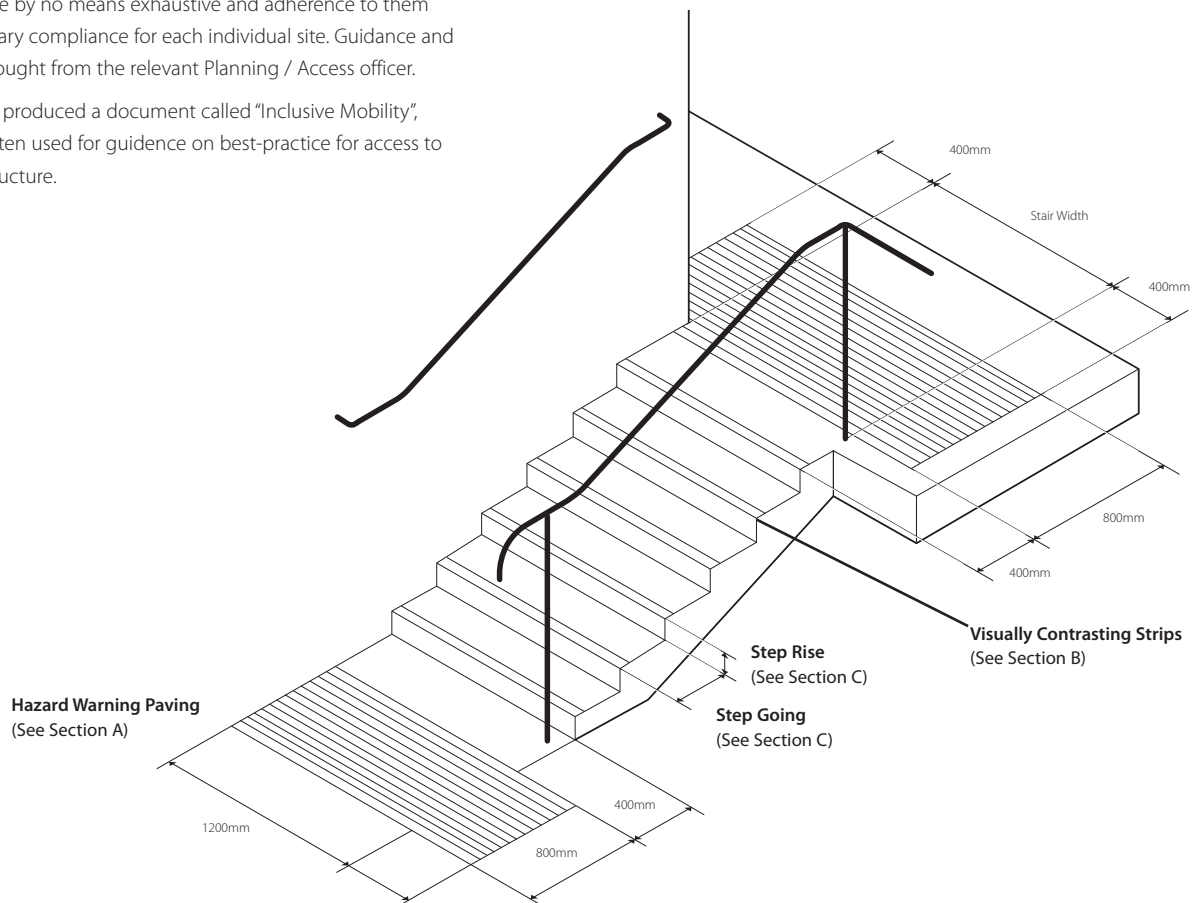 e by no means exhaustive and adherence to them
ary compliance for each individual site. Guidance and
ought from the relevant Planning / Access officer.
produced a document called “Inclusive Mobility”,
ten used for guidence on best-practice for access to
ucture.
400mm
Stair Width
400mm
800mm
400mm
Visually Contrasting Strips
(See Section B)
Step Rise
(See Section C)
Step Going
(See Section C)
Hazard Warning Paving
(See Section A)
400mm
1200mm
800mm